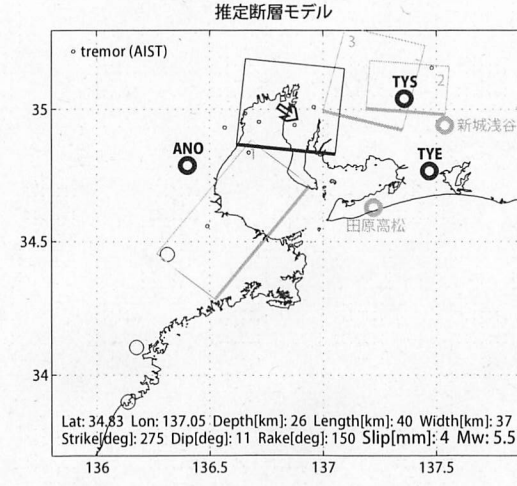 推定断層モデル
tremor (AIST)
3
2
TYS
35
新城浅谷
ANO
1
TYE
田原高松
34.5
34
Lat: 34.83 Lon: 137.05 Depth[km]: 26 Length[km]: 40 Width[km]: 37
Strike[deg]: 275 Dip[deg]: 11 Rake[deg]: 150 Slip[mm]: 4 Mw: 5.5
136 136.5 137 137.5